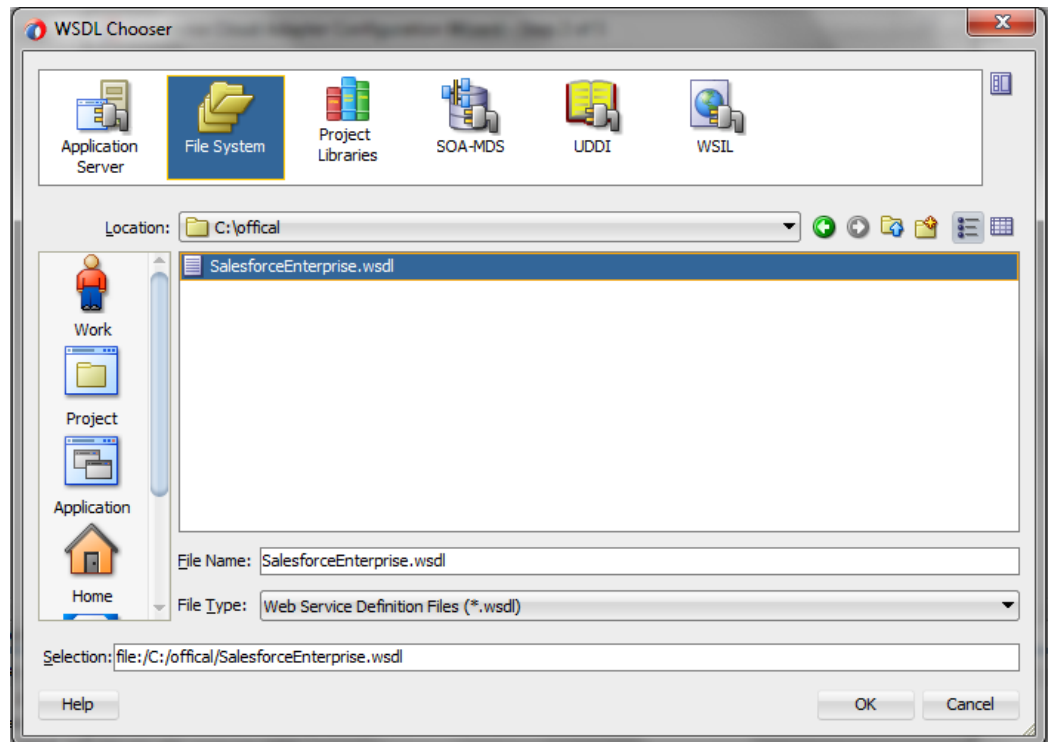 WSDL Chooser
Application
Server
File System
Project
Libraries
SOA-MDS
UDDI
WSIL
Location:
C:\offical
SalesforceEnterprise.wsdl
Work
Project
Application
Home
File Name:
SalesforceEnterprise.wsdl
File Type:
Web Service Definition Files (*.wsdl)
Selection:
file:/C:/offical/SalesforceEnterprise.wsdl
Help
OK
Cancel